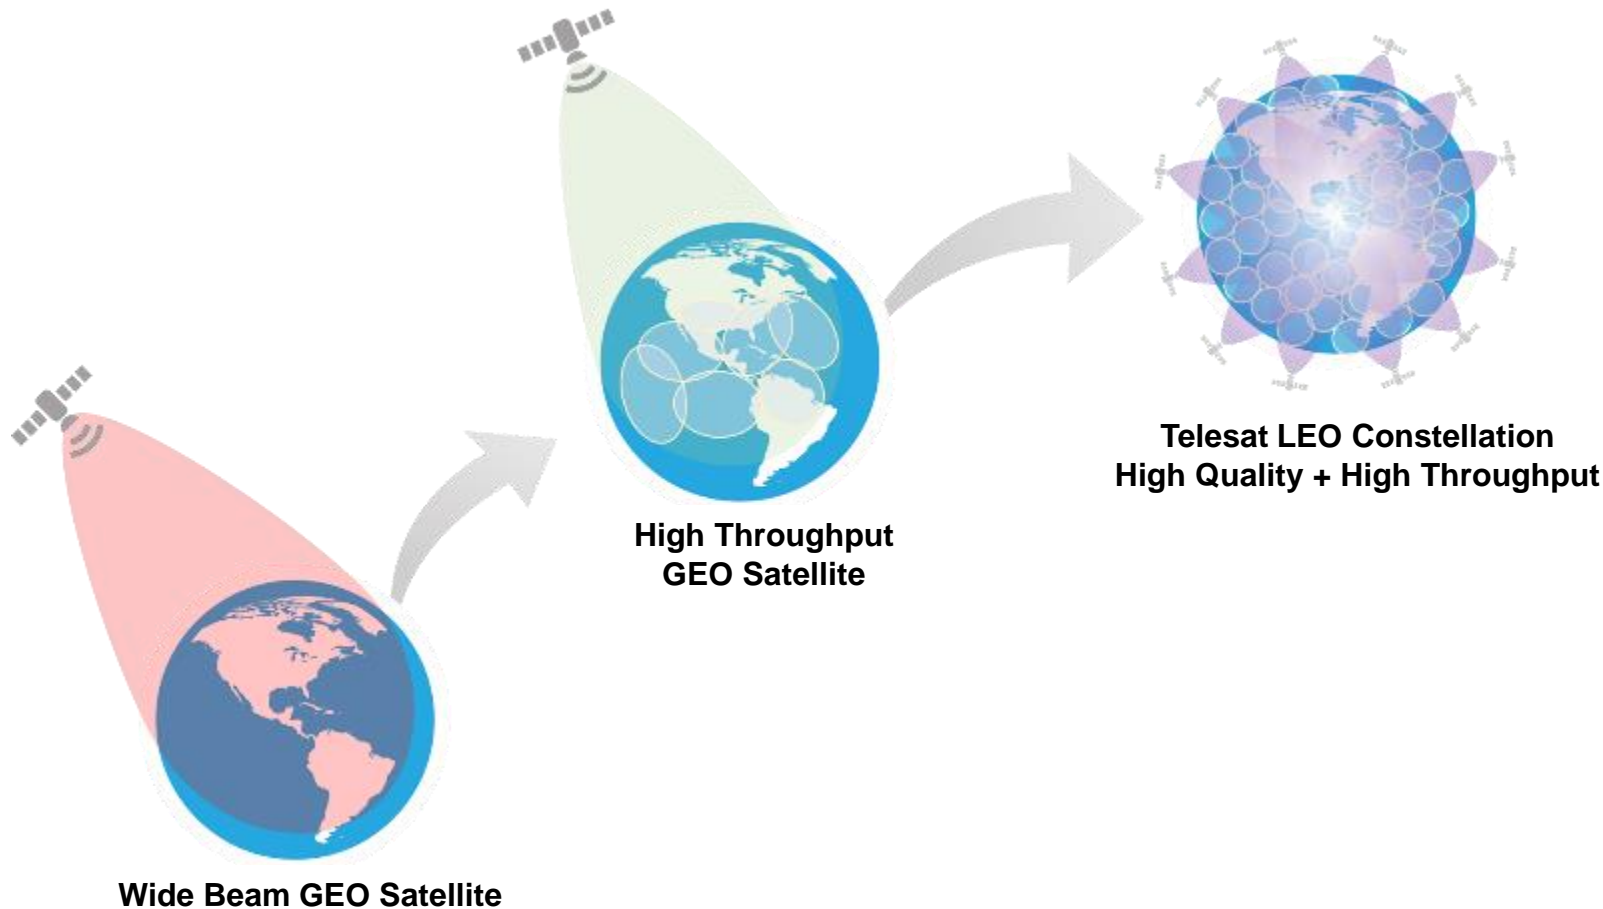 Telesat LEO Constellation
High Quality + High Throughput
High Throughput
GEO Satellite
Wide Beam GEO Satellite